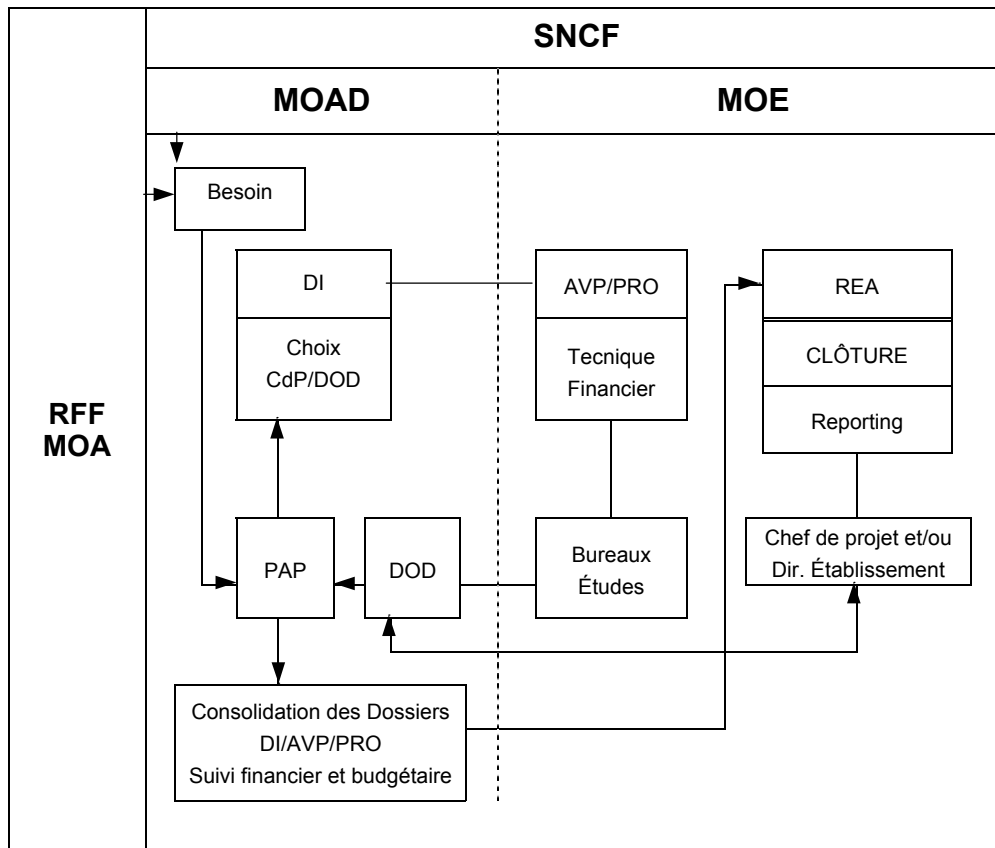 SNCF
MOAD
MOE
RFF
MOA
Besoin
DI
Choix
CdP/DOD
AVP/PRO
Tecnique
Financier
REA
CLÔTURE
Reporting
PAP
DOD
Bureaux
Études
Chef de projet et/ou
Dir. Établissement
Consolidation des Dossiers
DI/AVP/PRO
Suivi financier et budgétaire